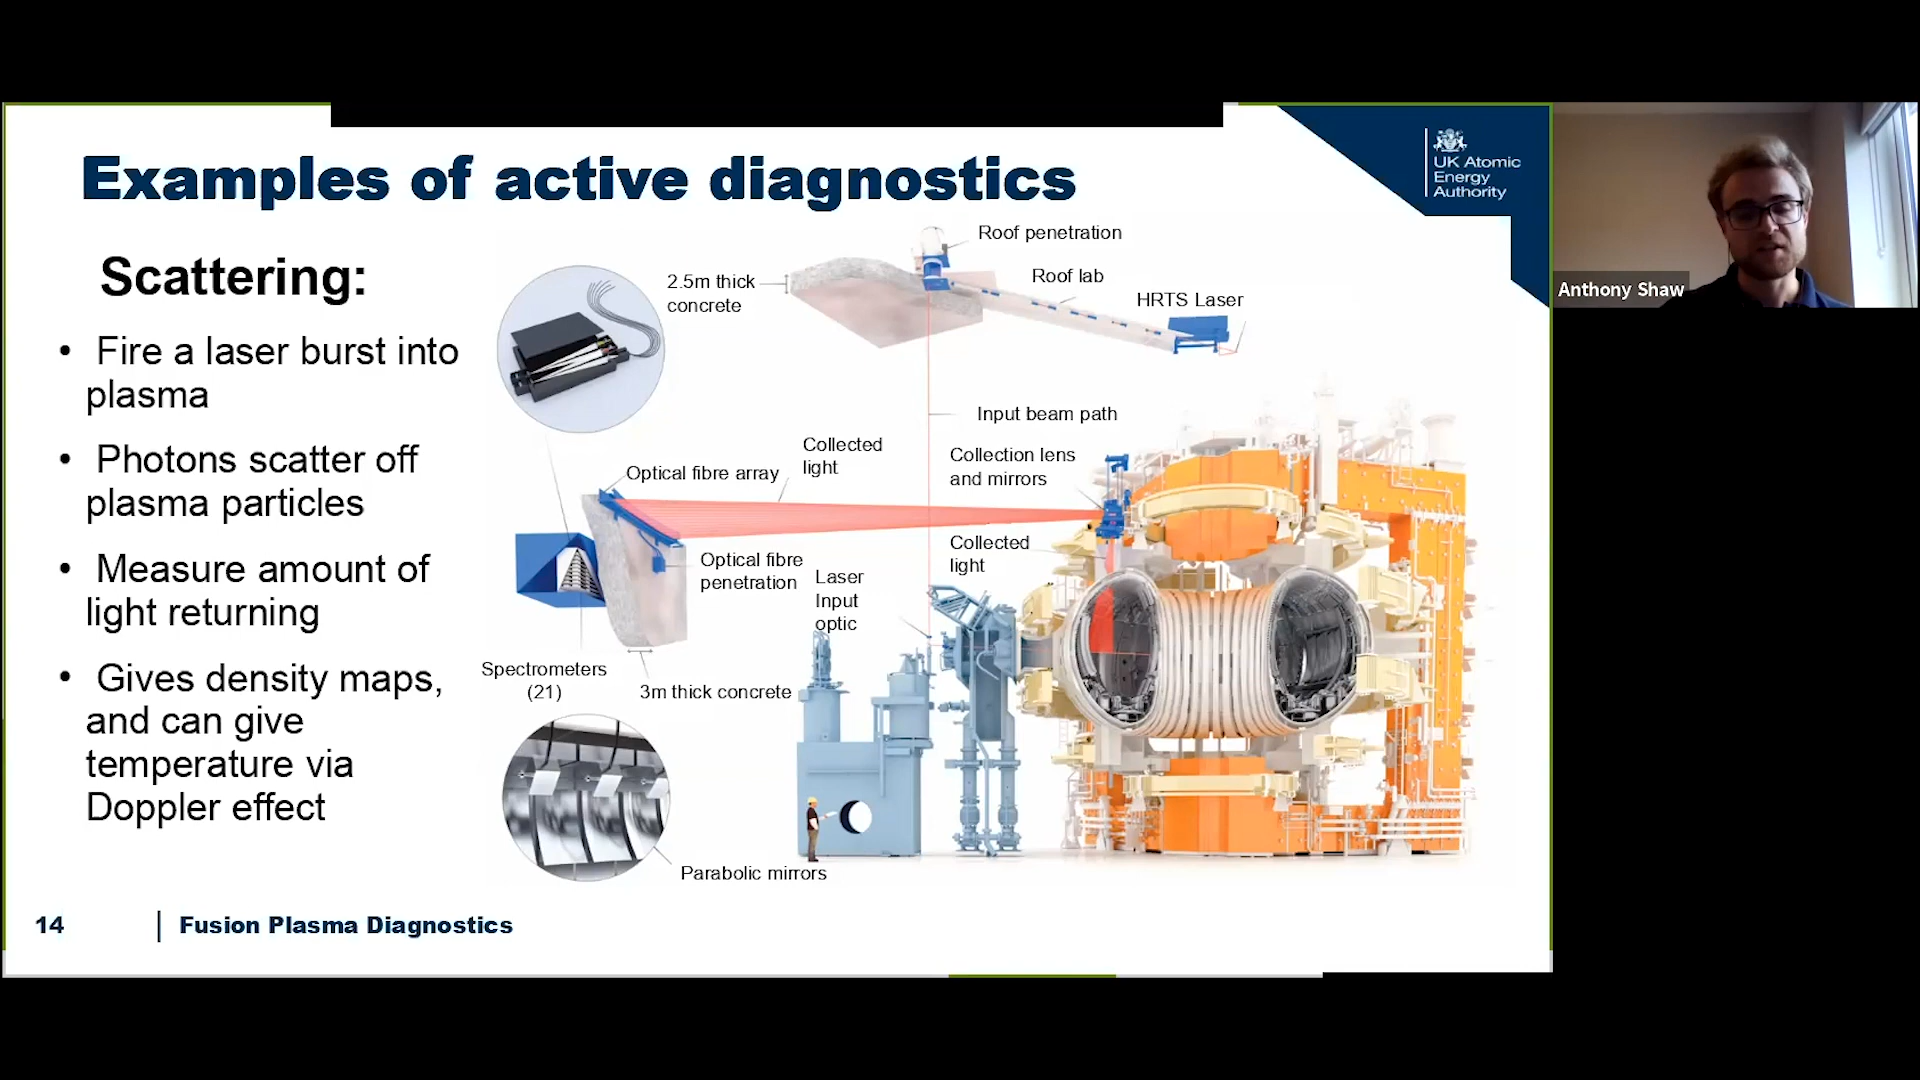 Examples of active diagnostics
UK Atomic
Energy
Authority
Anthony Shaw
Scattering:
• Fire a laser burst into
plasma
• Photons scatter off
plasma particles
• Measure amount of
light returning
• Gives density maps,
and can give
temperature via
Doppler effect
Roof penetration
2.5m thick
concrete
Roof lab
HRTS Laser
Input beam path
Collected
light
Collection lens
and mirrors
Optical fibre array
Collected
light
Optical fibre
penetration
Laser
Input
optic
Spectrometers
(21)
3m thick concrete
Parabolic mirrors
14
Fusion Plasma Diagnostics